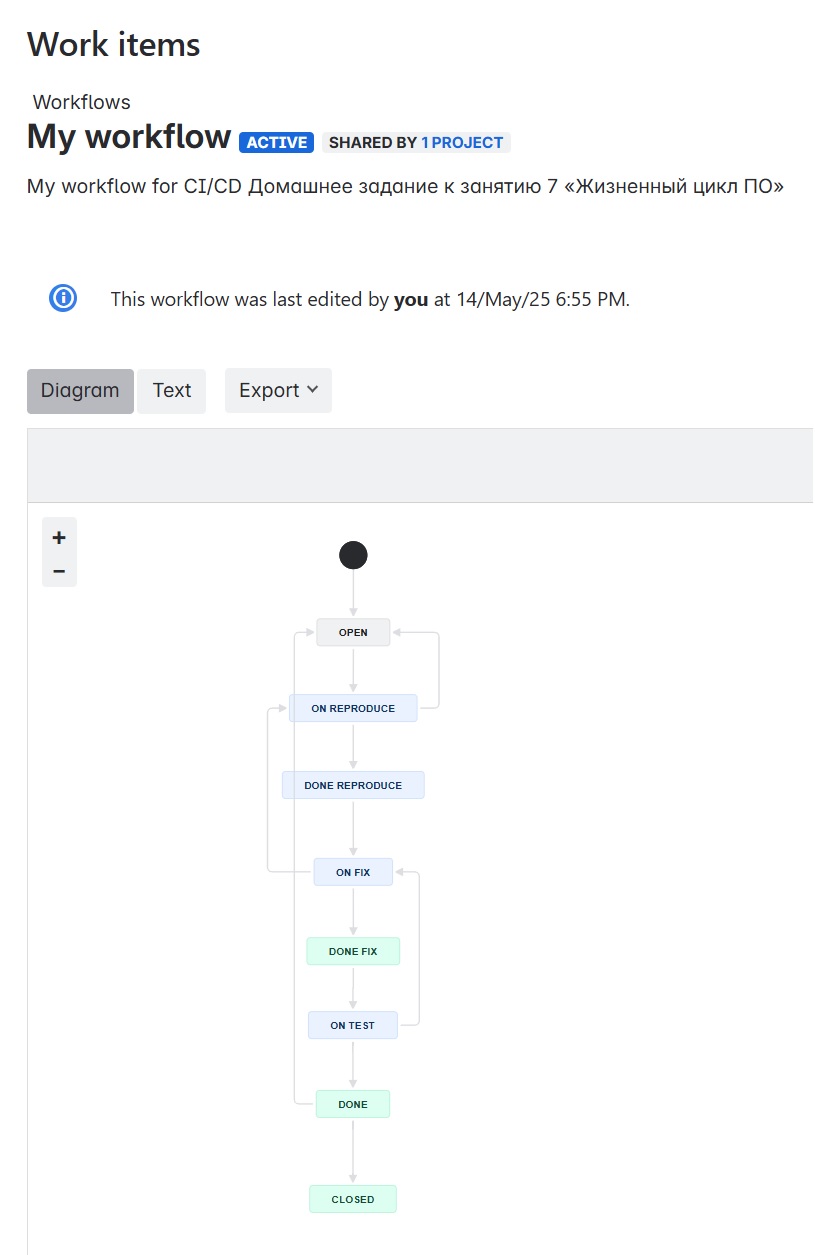 Work items
Workflows
My workflow ACTIVE SHARED BY 1 PROJECT
My workflow for CI/CD Домашнее задание к занятию 7 «Жизненный цикл ПО»
This workflow was last edited by you at 14/May/25 6:55 PM.
Diagram Text Export
+
−
OPEN
ON REPRODUCE
DONE REPRODUCE
ON FIX
DONE FIX
ON TEST
DONE
CLOSED